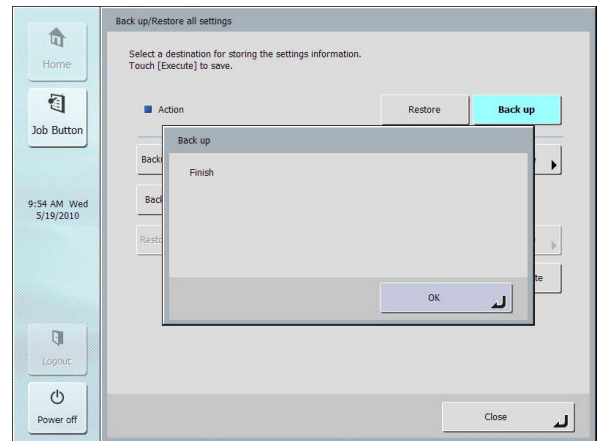 Back up/Restore all settings
Home
Select a destination for storing the settings information.
Touch [Execute] to save.
Job Button
Action
Restore
Back up
Back up
Finish
9:54 AM Wed
5/19/2010
OK
Logout
Power off
Close